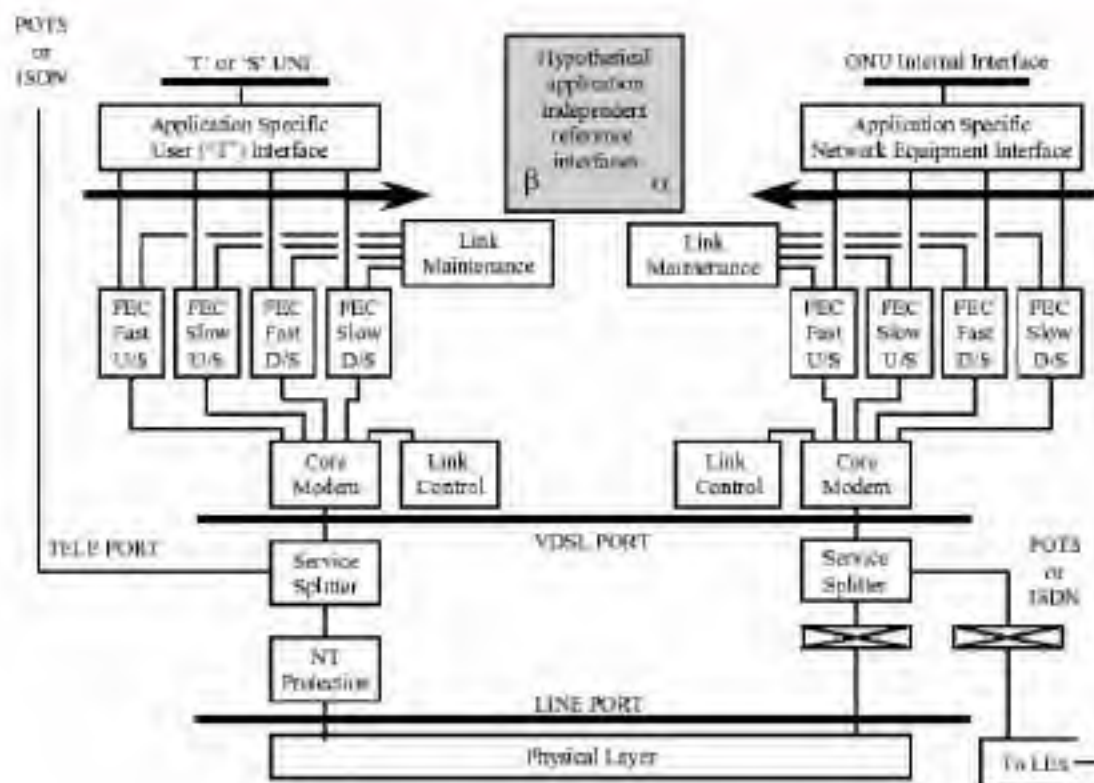 POTS
or
ISDN
'T' or 'S' UNI
Application Specific
User ("T") Interface
Hypothetical
application
independent
reference
interfaces
β α
ONU Internal Interface
Application Specific
Network Equipment Interface
Link
Maintenance
Link
Maintenance
FEC
Fast
U/S
FEC
Slow
U/S
FEC
Fast
D/S
FEC
Slow
D/S
FEC
Fast
U/S
FEC
Slow
U/S
FEC
Fast
D/S
FEC
Slow
D/S
Core
Modem
Link
Control
Link
Control
Core
Modem
TELE PORT
VDSL PORT
Service
Splitter
Service
Splitter
POTS
or
ISDN
NT
Protection
LINE PORT
Physical Layer
To LEx